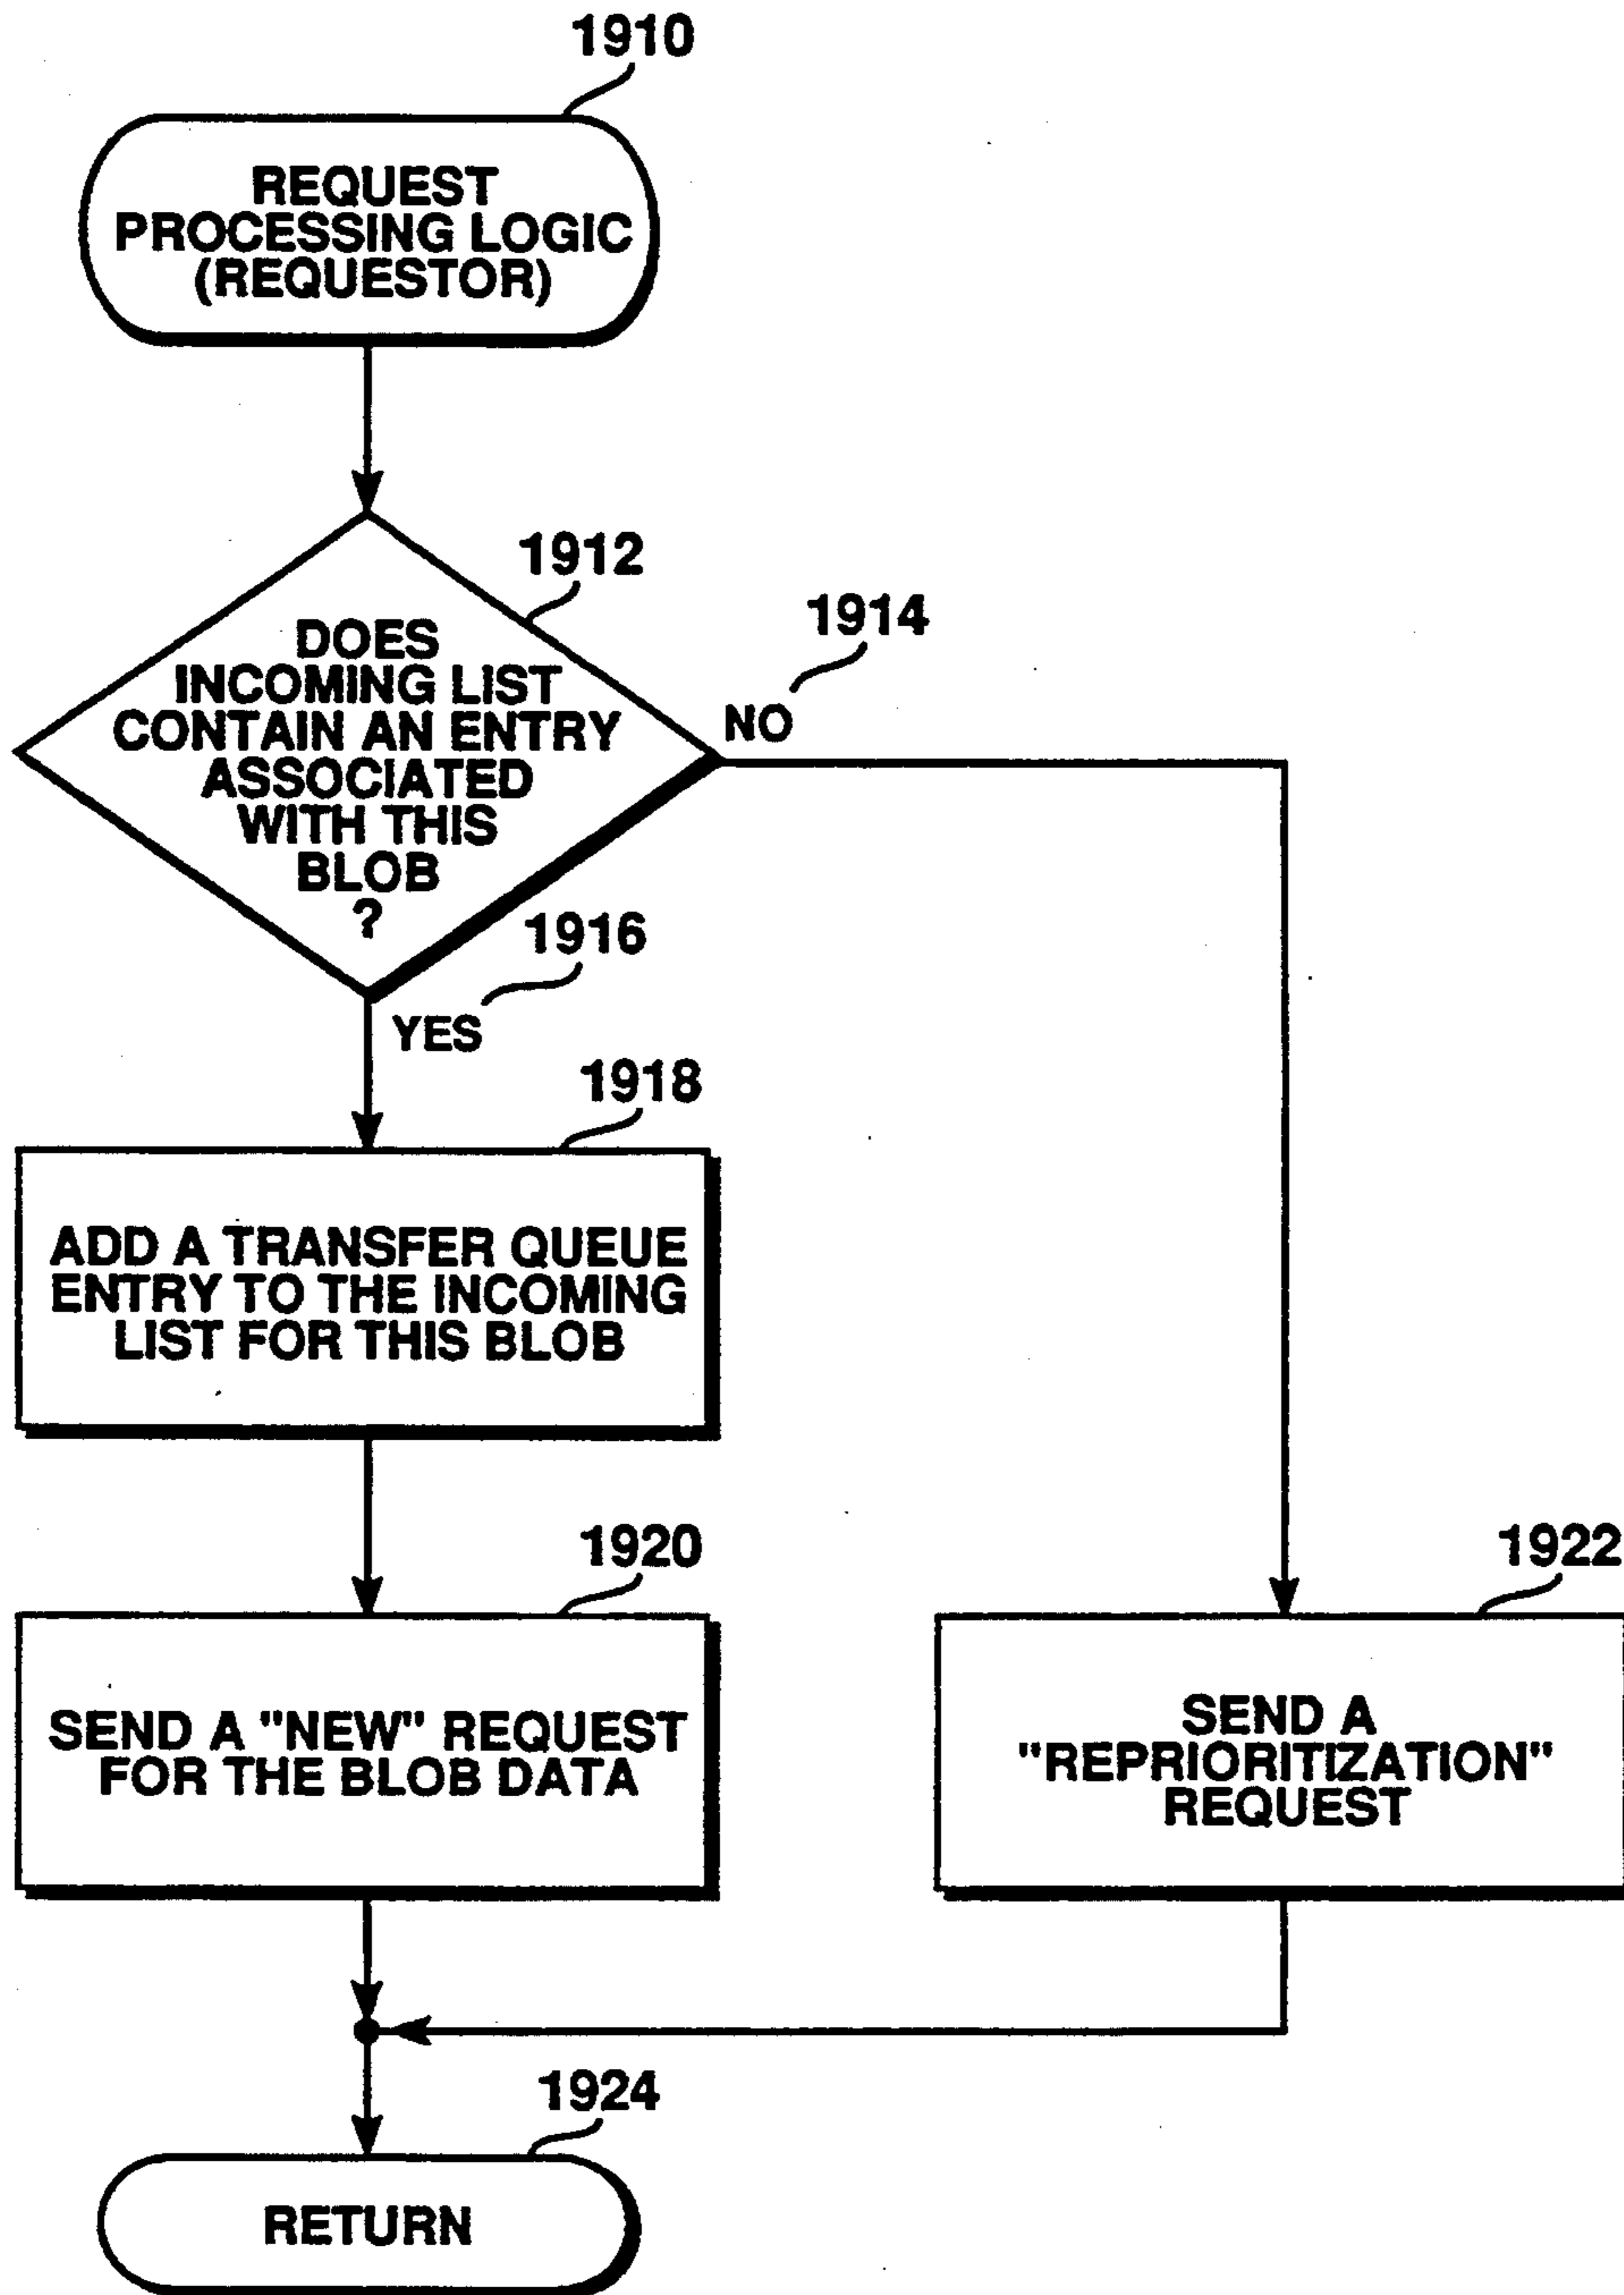 1910
REQUEST
PROCESSING LOGIC
(REQUESTOR)
1912
DOES
INCOMING LIST
CONTAIN AN ENTRY
ASSOCIATED
WITH THIS
BLOB
?
1914
NO
1916
YES
1918
ADD A TRANSFER QUEUE
ENTRY TO THE INCOMING
LIST FOR THIS BLOB
1920
SEND A "NEW" REQUEST
FOR THE BLOB DATA
1922
SEND A
"REPRIORITIZATION"
REQUEST
1924
RETURN